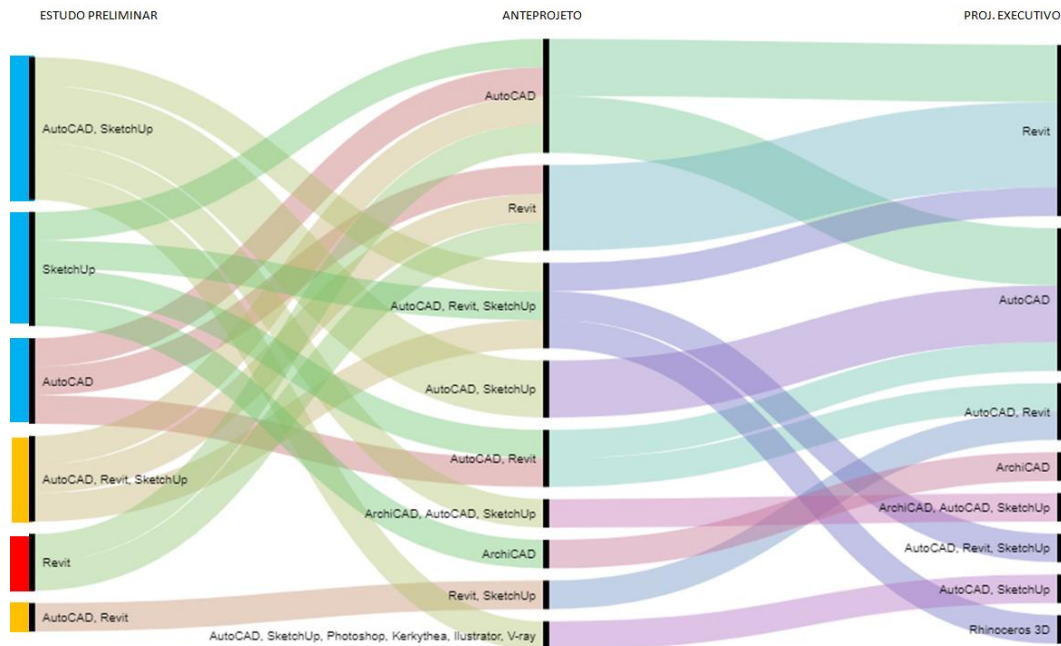 ESTUDO PRELIMINAR
ANTEPROJETO
PROJ. EXECUTIVO
AutoCAD, SketchUp
SketchUp
AutoCAD
AutoCAD, Revit, SketchUp
Revit
AutoCAD, Revit
AutoCAD
Revit
AutoCAD, Revit, SketchUp
AutoCAD, SketchUp
AutoCAD, Revit
ArchiCAD, AutoCAD, SketchUp
ArchiCAD
Revit, SketchUp
AutoCAD, SketchUp, Photoshop, Kerkythea, Ilustrator, V-ray
Revit
AutoCAD
AutoCAD, Revit
ArchiCAD
ArchiCAD, AutoCAD, SketchUp
AutoCAD, Revit, SketchUp
AutoCAD, SketchUp
Rhinoceros 3D